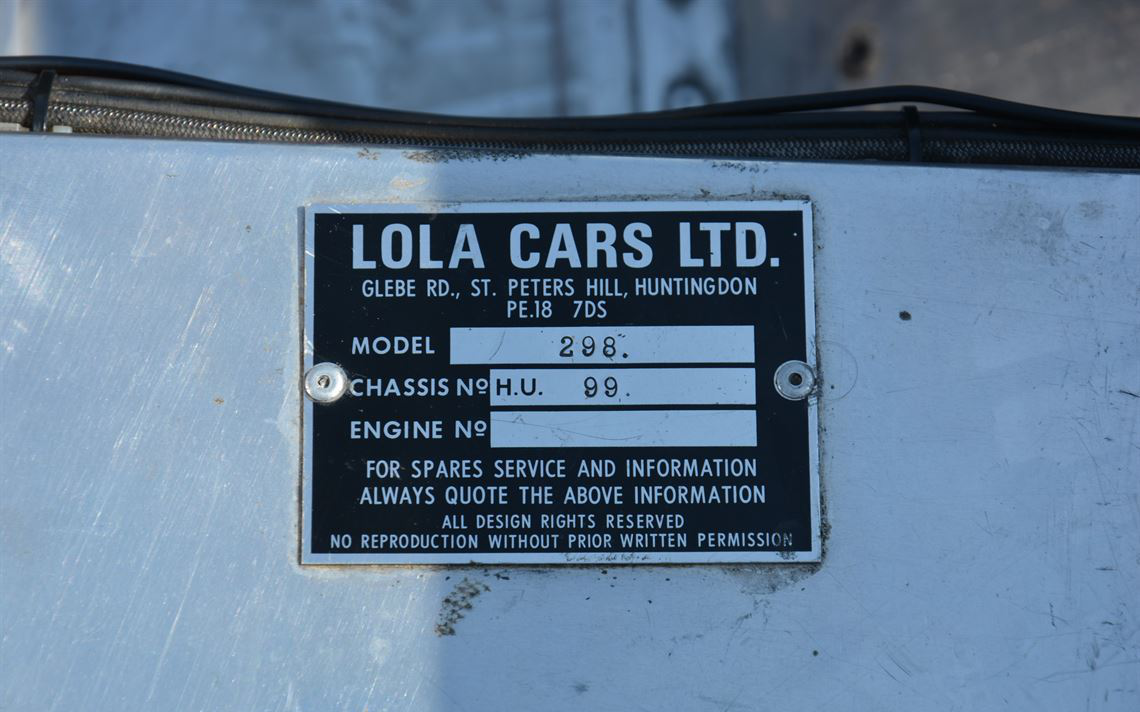 LOLA CARS LTD.
GLEBE RD., ST. PETERS HILL, HUNTINGDON
PE.18 7DS
MODEL 298.
CHASSIS Nº H.U. 99.
ENGINE Nº
FOR SPARES SERVICE AND INFORMATION
ALWAYS QUOTE THE ABOVE INFORMATION
ALL DESIGN RIGHTS RESERVED
NO REPRODUCTION WITHOUT PRIOR WRITTEN PERMISSION